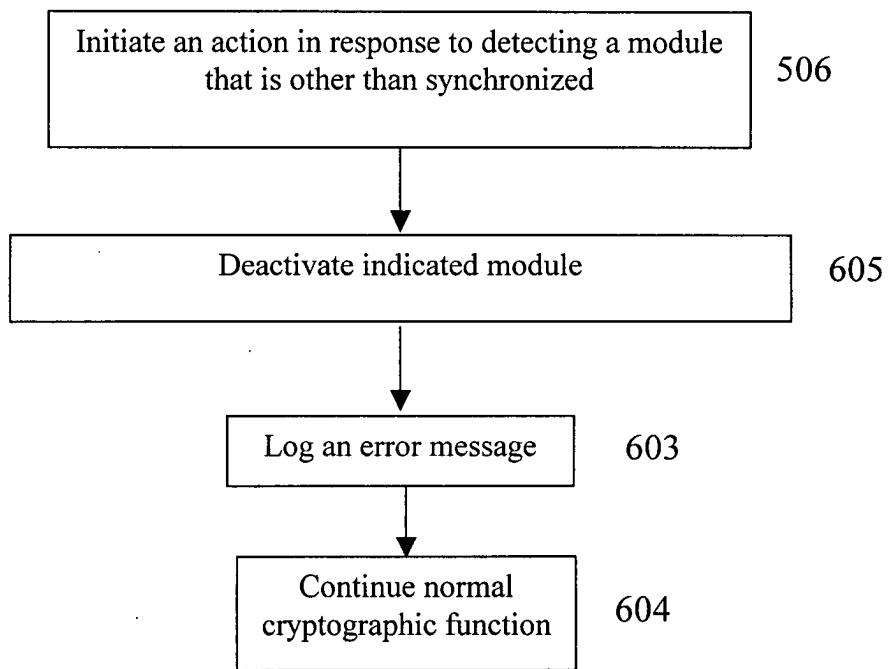 Initiate an action in response to detecting a module
that is other than synchronized
506
Deactivate indicated module
605
Log an error message
603
Continue normal
cryptographic function
604